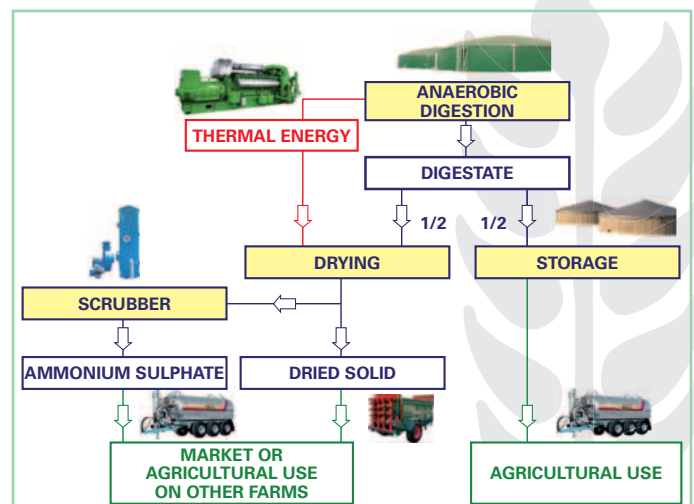 ANAEROBIC
DIGESTION
THERMAL ENERGY
DIGESTATE
1/2
1/2
DRYING
STORAGE
SCRUBBER
AMMONIUM SULPHATE
DRIED SOLID
MARKET OR
AGRICULTURAL USE
ON OTHER FARMS
AGRICULTURAL USE